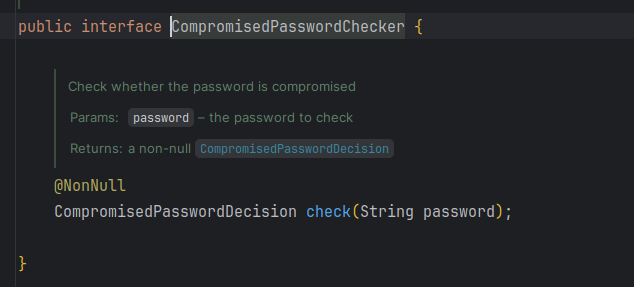 public interface CompromisedPasswordChecker {
Check whether the password is compromised
Params: password – the password to check
Returns: a non-null CompromisedPasswordDecision
@NonNull
CompromisedPasswordDecision check(String password);
}